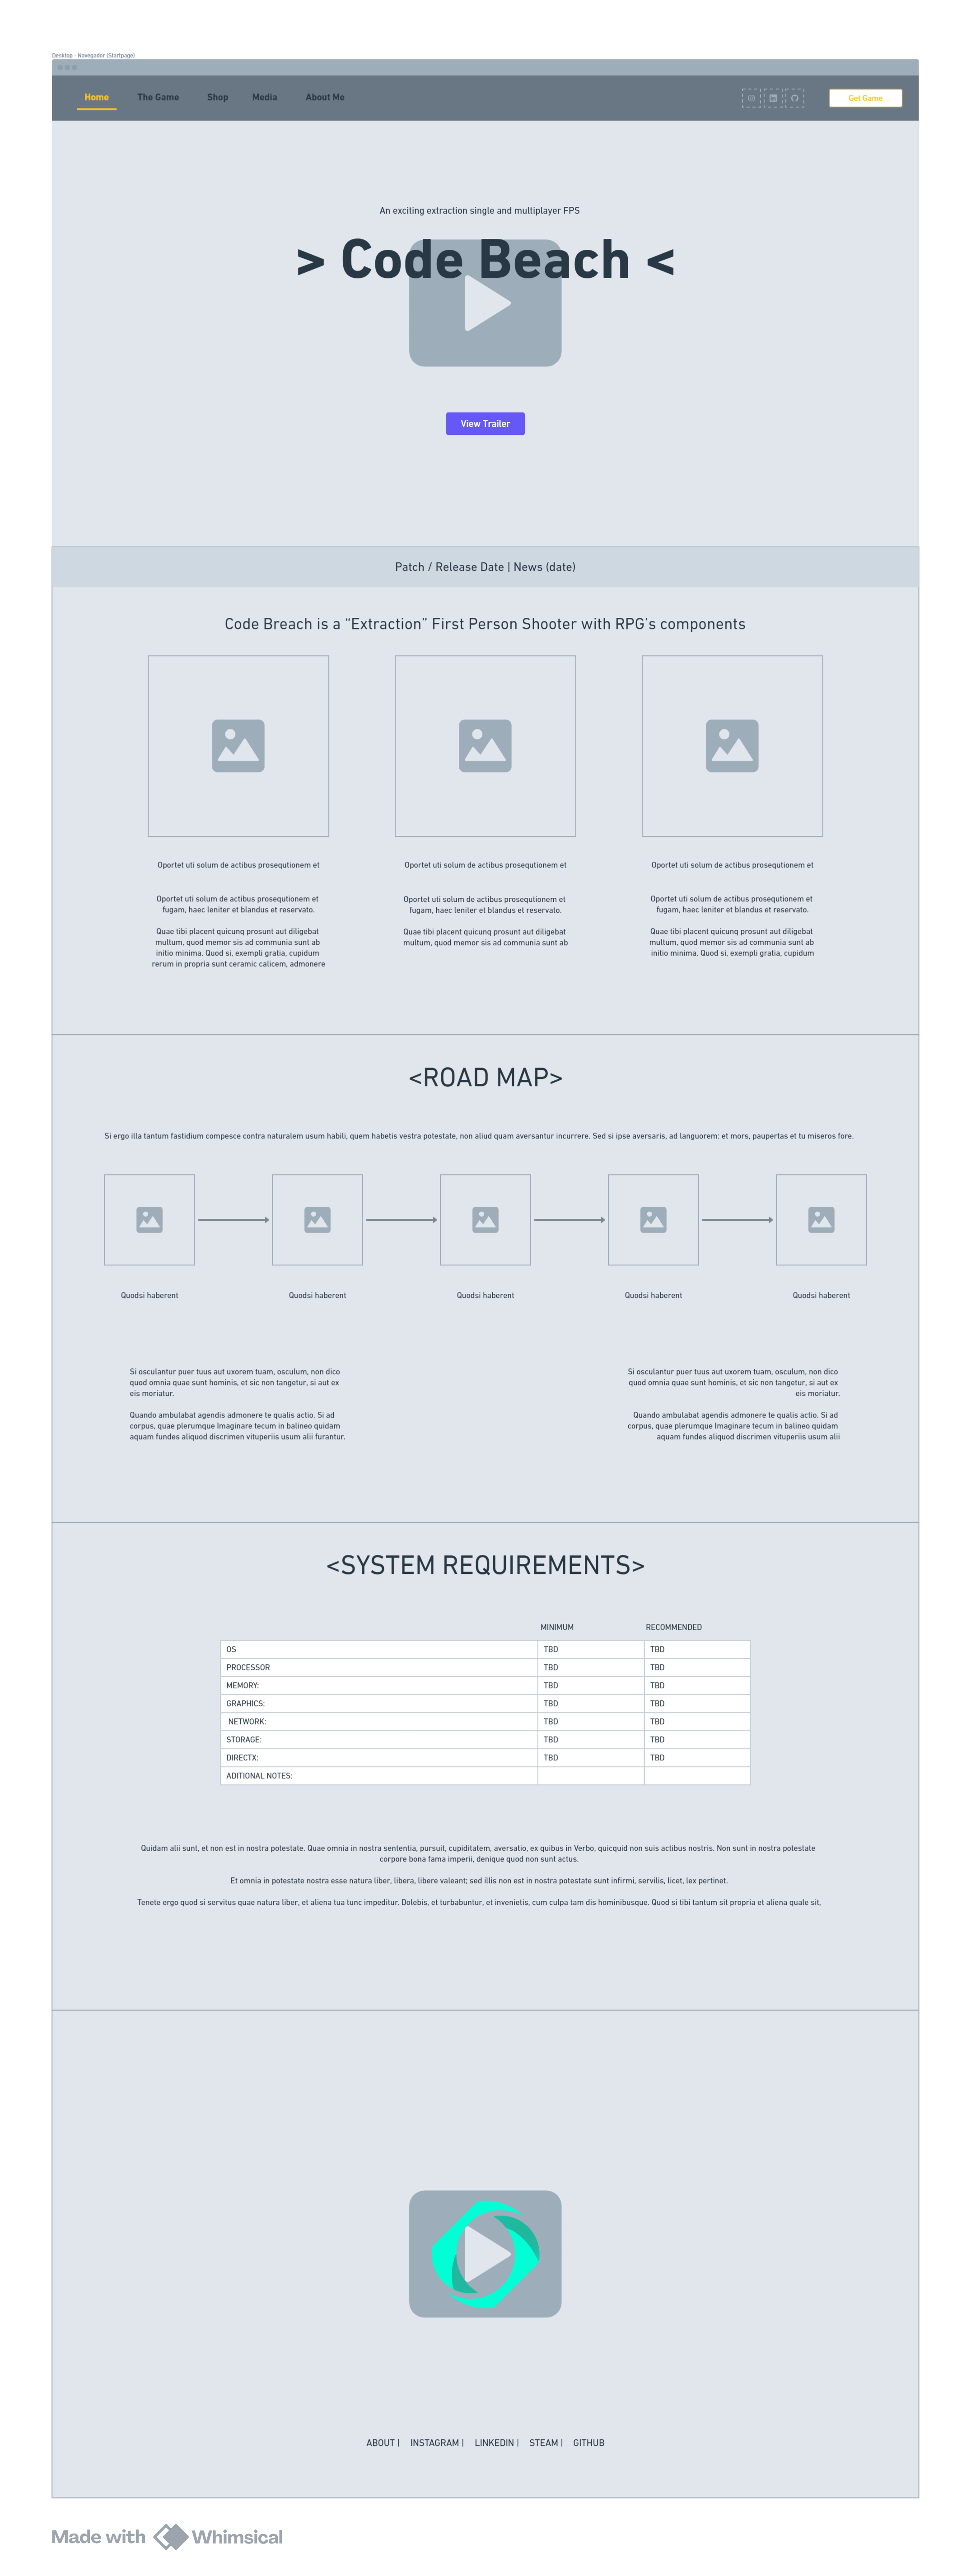 Desktop - Navegador (Startpage)
Home The Game Shop Media About Me Get Game
An exciting extraction single and multiplayer FPS
> Code Beach <
View Trailer
Patch / Release Date | News (date)
Code Breach is a “Extraction” First Person Shooter with RPG's components
Oportet uti solum de actibus prosequtionem et
Oportet uti solum de actibus prosequtionem et
fugam, haec leniter et blandus et reservato.
Quae tibi placent quicunq prosunt aut diligebat
multum, quod memor sis ad communia sunt ab
initio minima. Quod si, exempli gratia, cupidum
rerum in propria sunt ceramic calicem, admonere
Oportet uti solum de actibus prosequtionem et
Oportet uti solum de actibus prosequtionem et
fugam, haec leniter et blandus et reservato.
Quae tibi placent quicunq prosunt aut diligebat
multum, quod memor sis ad communia sunt ab
Oportet uti solum de actibus prosequtionem et
Oportet uti solum de actibus prosequtionem et
fugam, haec leniter et blandus et reservato.
Quae tibi placent quicunq prosunt aut diligebat
multum, quod memor sis ad communia sunt ab
initio minima. Quod si, exempli gratia, cupidum
<ROAD MAP>
Si ergo illa tantum fastidium compesce contra naturalem usum habili, quem habetis vestra potestate, non aliud quam aversantur incurrere. Sed si ipse aversaris, ad languorem: et mors, paupertas et tu miseros fore.
Quodsi haberent Quodsi haberent Quodsi haberent Quodsi haberent Quodsi haberent
Si osculantur puer tuus aut uxorem tuam, osculum, non dico
quod omnia quae sunt hominis, et sic non tangetur, si aut ex
eis moriatur.
Quando ambulabat agendis admonere te qualis actio. Si ad
corpus, quae plerumque Imaginare tecum in balineo quidam
aquam fundes aliquod discrimen vituperiis usum alii furantur.
Si osculantur puer tuus aut uxorem tuam, osculum, non dico
quod omnia quae sunt hominis, et sic non tangetur, si aut ex
eis moriatur.
Quando ambulabat agendis admonere te qualis actio. Si ad
corpus, quae plerumque Imaginare tecum in balineo quidam
aquam fundes aliquod discrimen vituperiis usum alii
<SYSTEM REQUIREMENTS>
MINIMUM RECOMMENDED
OS TBD TBD
PROCESSOR TBD TBD
MEMORY: TBD TBD
GRAPHICS: TBD TBD
NETWORK: TBD TBD
STORAGE: TBD TBD
DIRECTX: TBD TBD
ADITIONAL NOTES:
Quidam alii sunt, et non est in nostra potestate. Quae omnia in nostra sententia, pursuit, cupiditatem, aversatio, ex quibus in Verbo, quicquid non suis actibus nostris. Non sunt in nostra potestate
corpore bona fama imperii, denique quod non sunt actus.
Et omnia in potestate nostra esse natura liber, libera, libere valeant; sed illis non est in nostra potestate sunt infirmi, servilis, licet, lex pertinet.
Tenete ergo quod si servitus quae natura liber, et aliena tua tunc impeditur. Dolebis, et turbabuntur, et invenietis, cum culpa tam dis hominibusque. Quod si tibi tantum sit propria et aliena quale sit,
ABOUT | INSTAGRAM | LINKEDIN | STEAM | GITHUB
Made with Whimsical